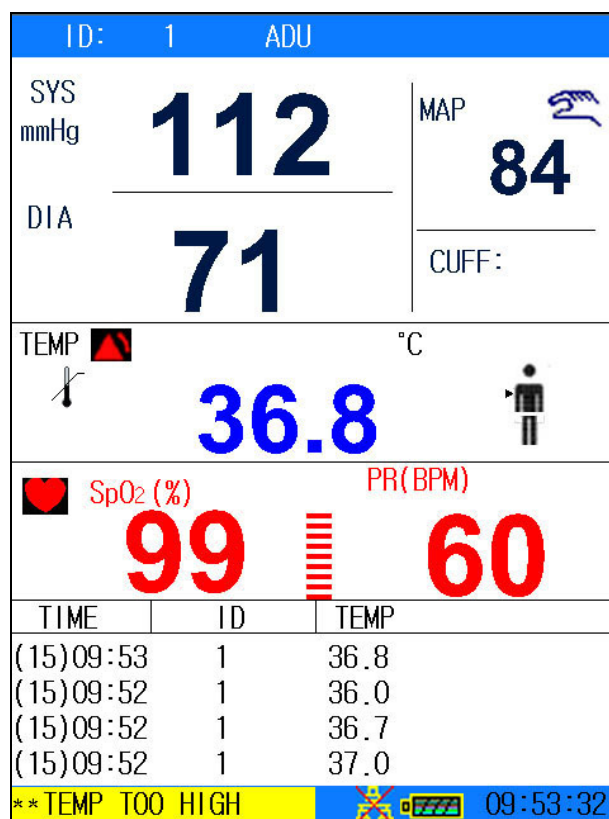 ID: 1 ADU
SYS
mmHg
112
MAP
84
DIA
71
CUFF:
TEMP °C
36.8
SpO2 (%) PR(BPM)
99 60
TIME ID TEMP
(15)09:53 1 36.8
(15)09:52 1 36.0
(15)09:52 1 36.7
(15)09:52 1 37.0
**TEMP TOO HIGH 09:53:32